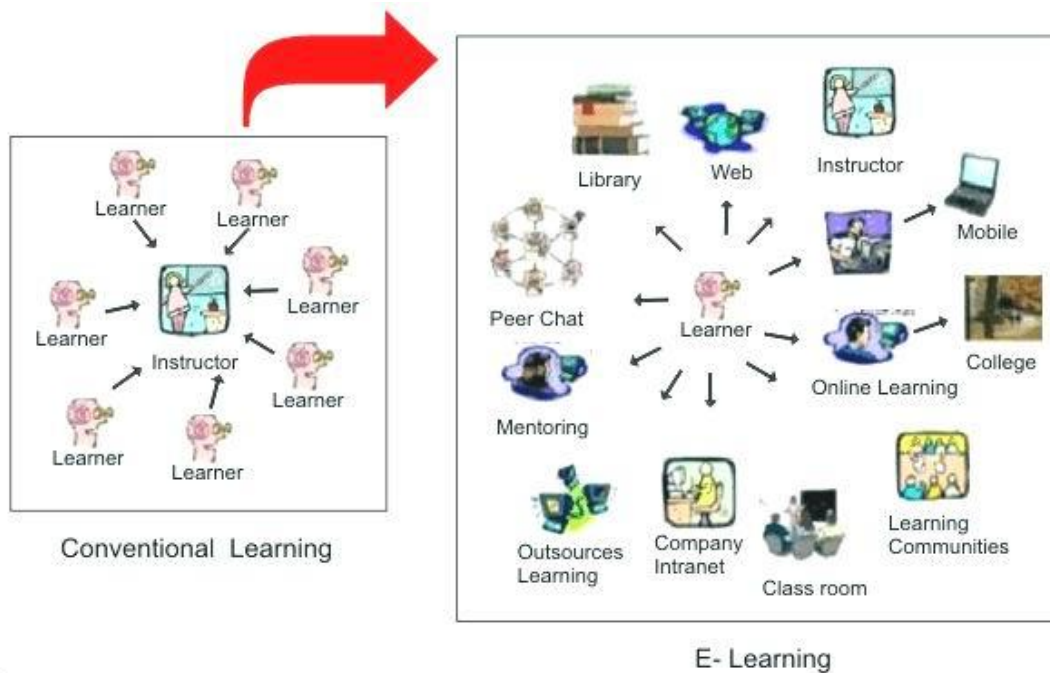 Learner
Learner
Learner
Learner
Instructor
Learner
Learner
Learner
Conventional Learning
Library
Web
Instructor
Mobile
Peer Chat
Learner
Mentoring
Online Learning
College
Outsources
Learning
Company
Intranet
Class room
Learning
Communities
E- Learning